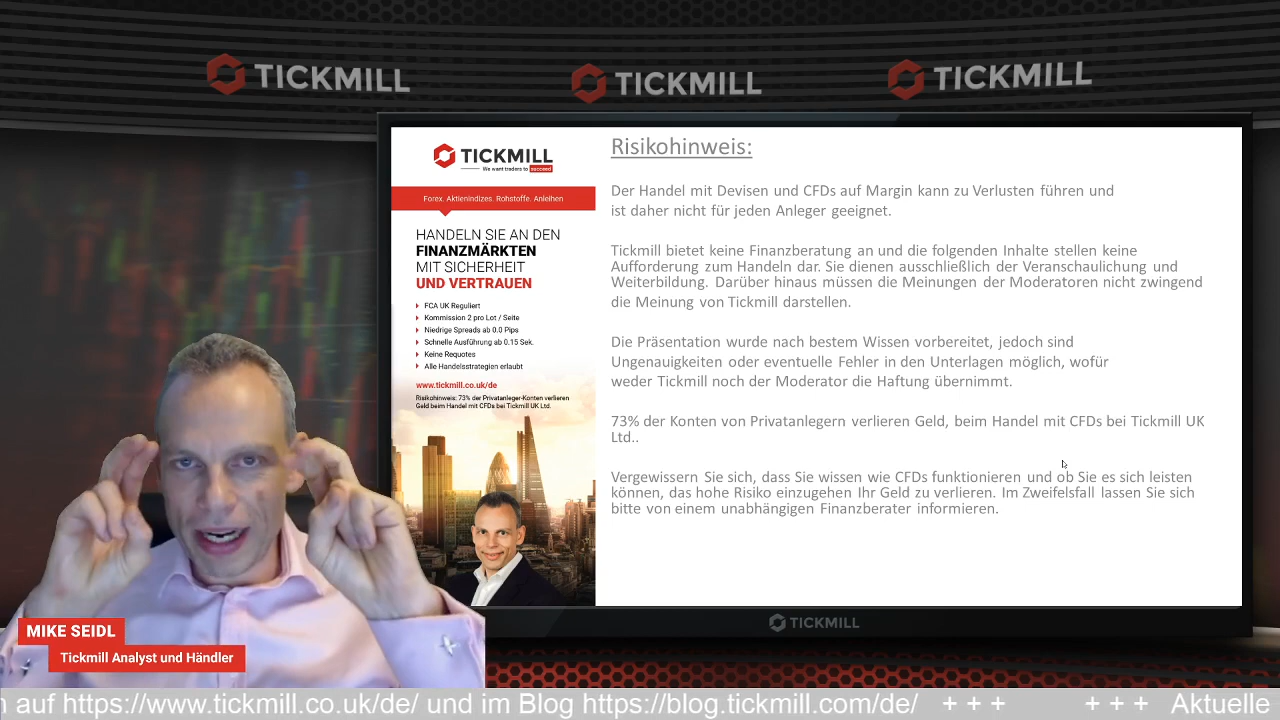 TICKMILL
TICKMILL
TICKMILL
TICKMILL
We want traders to succeed
Forex. Aktienindizes. Rohstoffe. Anleihen
HANDELN SIE AN DEN
FINANZMÄRKTEN
MIT SICHERHEIT
UND VERTRAUEN
FCA UK Reguliert
Kommission 2 pro Lot / Seite
Niedrige Spreads ab 0.0 Pips
Schnelle Ausführung ab 0.15 Sek.
Keine Requotes
Alle Handelsstrategien erlaubt
www.tickmill.co.uk/de
Risikohinweis: 73% der Privatanleger-Konten verlieren
Geld beim Handel mit CFDs bei Tickmill UK Ltd.
Risikohinweis:
Der Handel mit Devisen und CFDs auf Margin kann zu Verlusten führen und
ist daher nicht für jeden Anleger geeignet.
Tickmill bietet keine Finanzberatung an und die folgenden Inhalte stellen keine
Aufforderung zum Handeln dar. Sie dienen ausschließlich der Veranschaulichung und
Weiterbildung. Darüber hinaus müssen die Meinungen der Moderatoren nicht zwingend
die Meinung von Tickmill darstellen.
Die Präsentation wurde nach bestem Wissen vorbereitet, jedoch sind
Ungenauigkeiten oder eventuelle Fehler in den Unterlagen möglich, wofür
weder Tickmill noch der Moderator die Haftung übernimmt.
73% der Konten von Privatanlegern verlieren Geld, beim Handel mit CFDs bei Tickmill UK
Ltd..
Vergewissern Sie sich, dass Sie wissen wie CFDs funktionieren und ob Sie es sich leisten
können, das hohe Risiko einzugehen Ihr Geld zu verlieren. Im Zweifelsfall lassen Sie sich
bitte von einem unabhängigen Finanzberater informieren.
TICKMILL
MIKE SEIDL
Tickmill Analyst und Händler
auf https://www.tickmill.co.uk/de/ und im Blog https://blog.tickmill.com/de/ + + + + + + Aktuelle